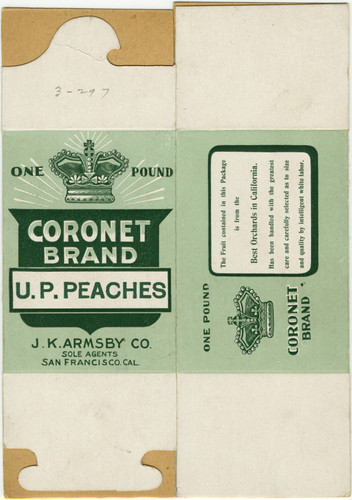 3-297
ONE POUND
CORONET
BRAND
U.P. PEACHES
J.K. ARMSBY CO.
SOLE AGENTS
SAN FRANCISCO. CAL.
The Fruit contained in this Package
is from the
Best Orchards in California.
Has been handled with the greatest
care and carefully selected as to size
and quality by intelligent white labor.
ONE POUND
CORONET
BRAND.